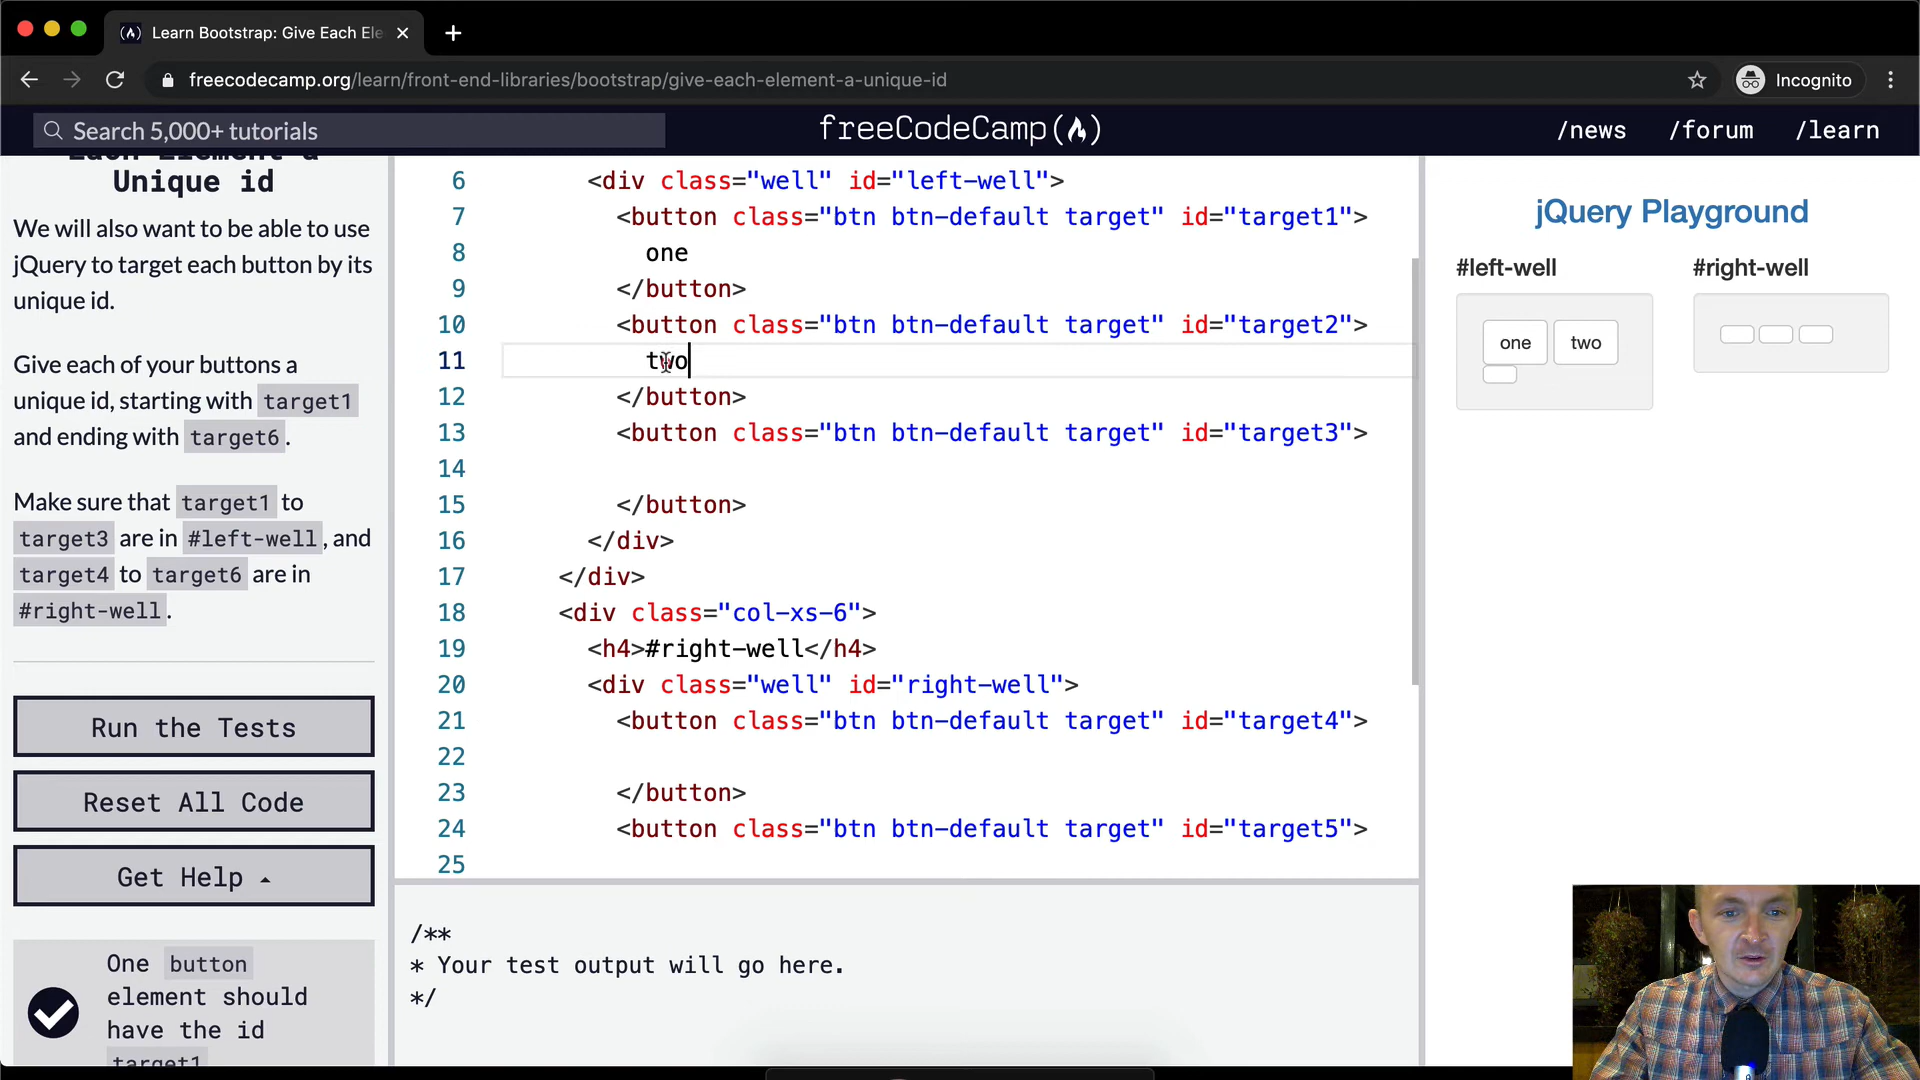 Learn Bootstrap: Give Each Ele
freecodecamp.org/learn/front-end-libraries/bootstrap/give-each-element-a-unique-id
Incognito
Search 5,000+ tutorials
freeCodeCamp
/news
/forum
/learn
Each Element a
Unique id
We will also want to be able to use
jQuery to target each button by its
unique id.
Give each of your buttons a
unique id, starting with target1
and ending with target6.
Make sure that target1 to
target3 are in #left-well, and
target4 to target6 are in
#right-well.
Run the Tests
Reset All Code
Get Help
One button
element should
have the id
target1
6 <div class="well" id="left-well">
7 <button class="btn btn-default target" id="target1">
8 one
9 </button>
10 <button class="btn btn-default target" id="target2">
11 two
12 </button>
13 <button class="btn btn-default target" id="target3">
14
15 </button>
16 </div>
17 </div>
18 <div class="col-xs-6">
19 <h4>#right-well</h4>
20 <div class="well" id="right-well">
21 <button class="btn btn-default target" id="target4">
22
23 </button>
24 <button class="btn btn-default target" id="target5">
25
/**
* Your test output will go here.
*/
jQuery Playground
#left-well
one
two
#right-well